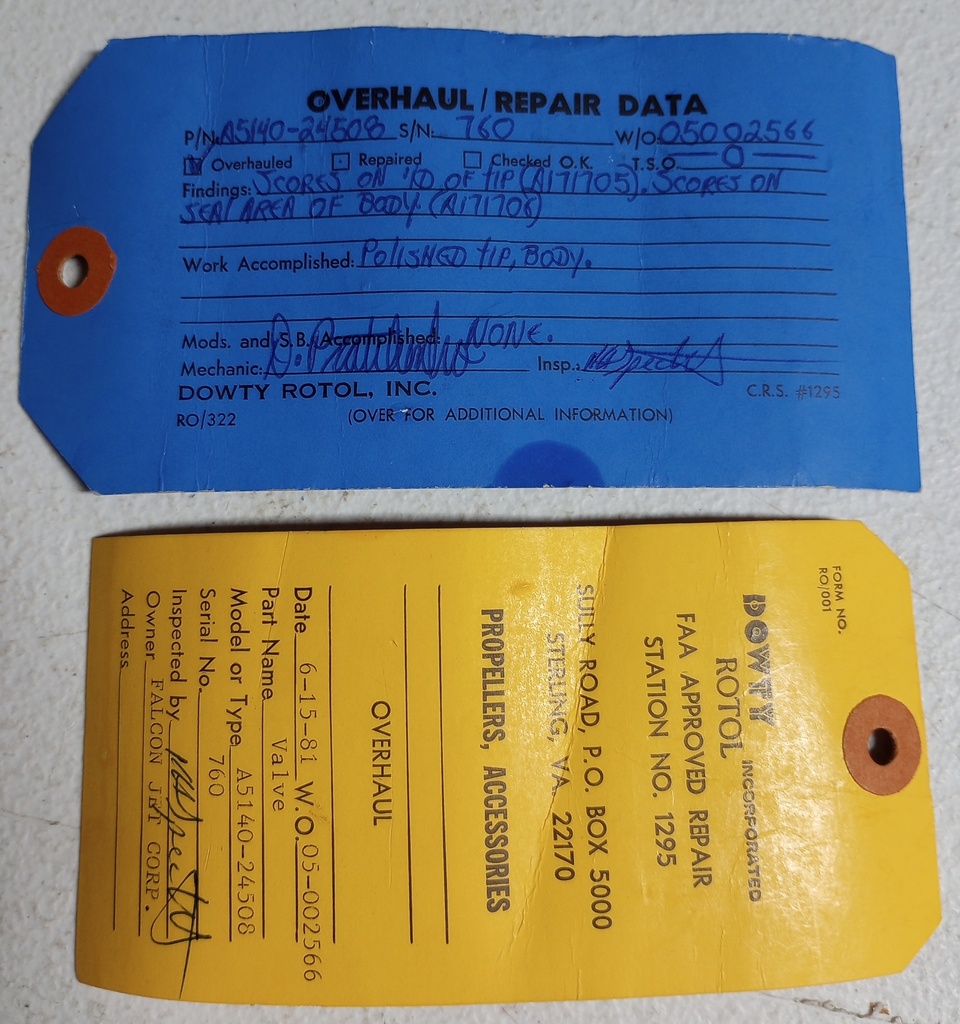 OVERHAUL / REPAIR DATA
P/N: A5140-24508 S/N: 760 W/O 05002566
Overhauled Repaired Checked O.K. T.S.O. — 0 —
Findings: SCORES ON I/D OF TIP (A171705). SCORES ON
SEAL AREA OF BODY. (A171706)
Work Accomplished: POLISHED TIP, BODY.
Mods. and S.B. Accomplished: NONE.
Mechanic: D. Insp.:
DOWTY ROTOL, INC. C.R.S. #1295
RO/322 (OVER FOR ADDITIONAL INFORMATION)
FORM NO.
RO/001
DOWTY
ROTOL INCORPORATED
FAA APPROVED REPAIR
STATION NO. 1295
SULLY ROAD, P.O. BOX 5000
STERLING, VA. 22170
PROPELLERS, ACCESSORIES
OVERHAUL
Date 6-15-81 W.O. 05-002566
Part Name Valve
Model or Type A5140-24508
Serial No. 760
Inspected by
Owner FALCON JET CORP.
Address